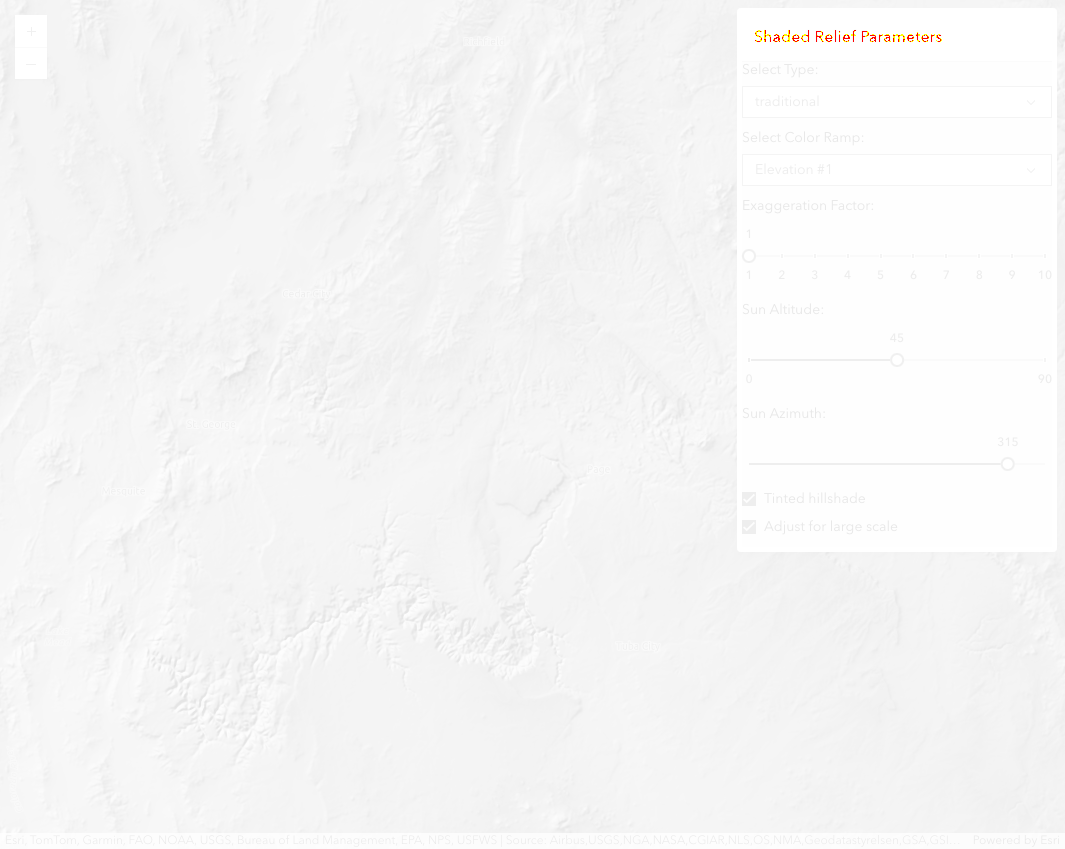 +
–
Shaded Relief Parameters
Select Type:
traditional
Select Color Ramp:
Elevation #1
Exaggeration Factor:
1
1 2 3 4 5 6 7 8 9 10
Sun Altitude:
45
0 90
Sun Azimuth:
315
Tinted hillshade
Adjust for large scale
Esri, TomTom, Garmin, FAO, NOAA, USGS, Bureau of Land Management, EPA, NPS, USFWS | Source: Airbus,USGS,NGA,NASA,CGIAR,NLS,OS,NMA,Geodatastyrelsen,GSA,GSI... Powered by Esri